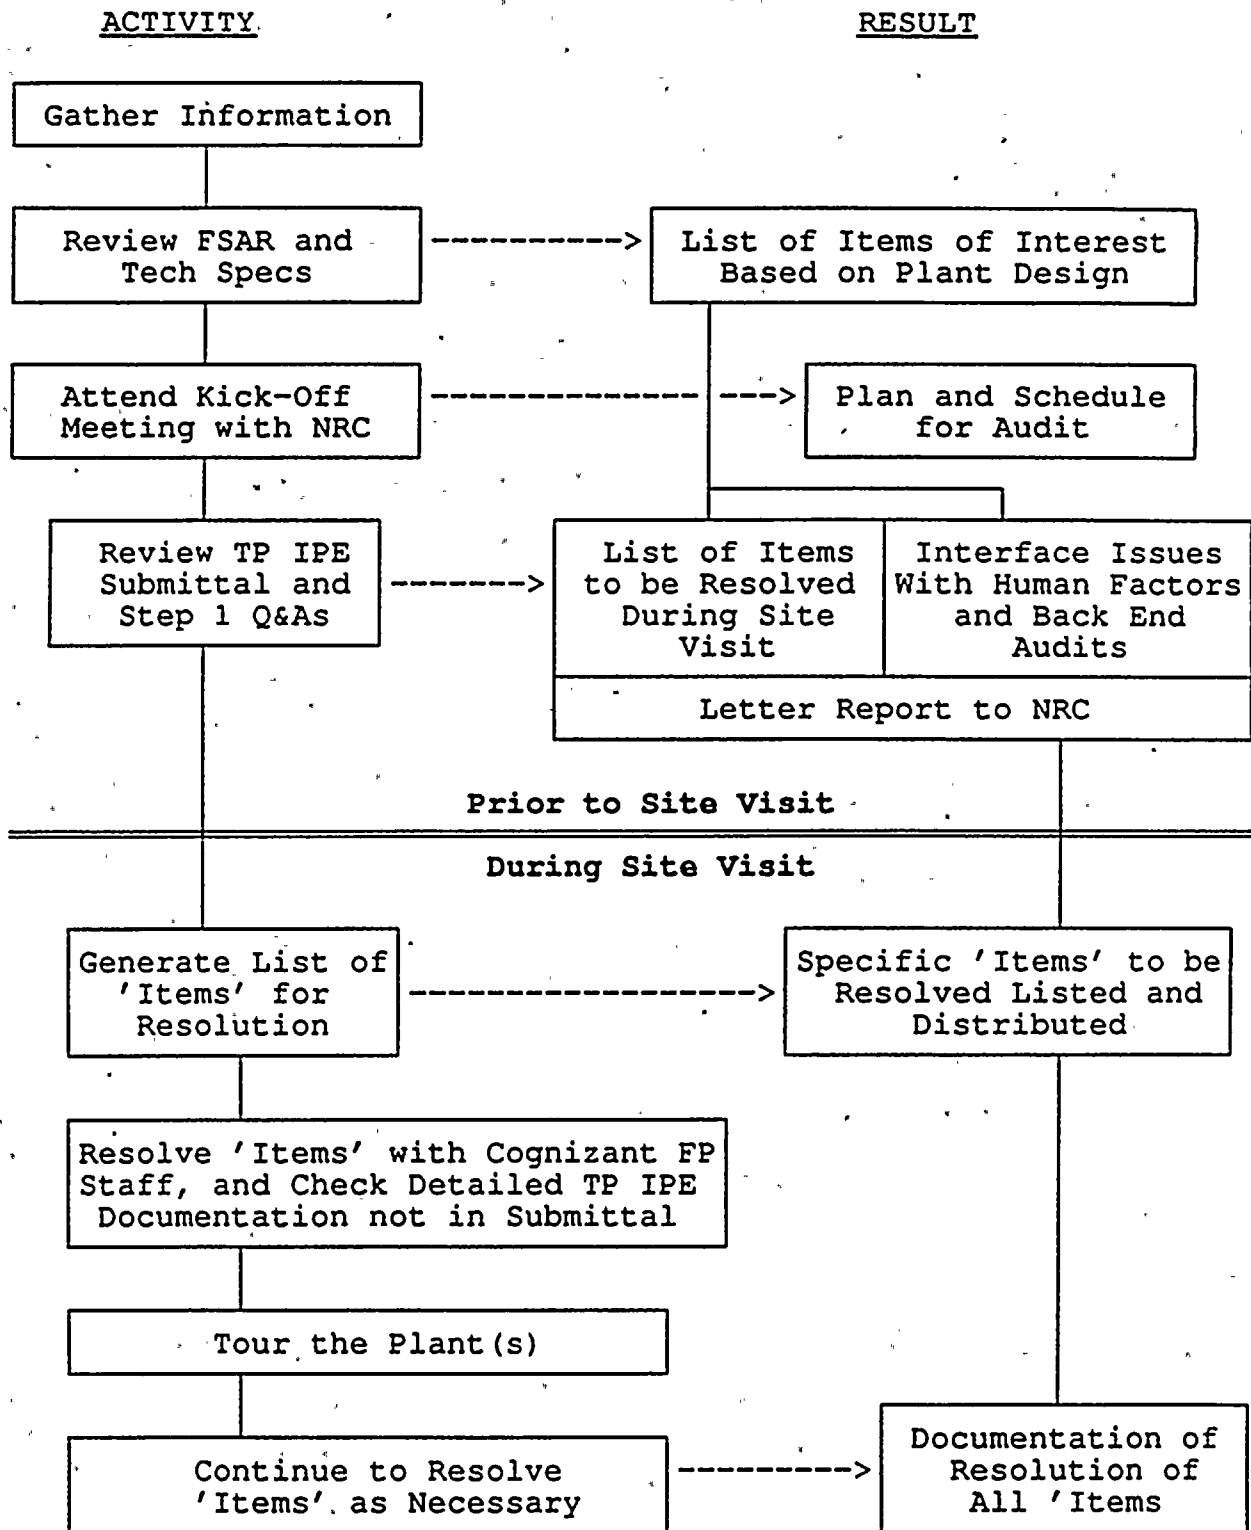 ACTIVITY
RESULT
Gather Information
Review FSAR and
Tech Specs
List of Items of Interest
Based on Plant Design
Attend Kick-Off
Meeting with NRC
Plan and Schedule
for Audit
Review TP IPE
Submittal and
Step 1 Q&As
List of Items
to be Resolved
During Site
Visit
Interface Issues
With Human Factors
and Back End
Audits
Letter Report to NRC
Prior to Site Visit
During Site Visit
Generate List of
'Items' for
Resolution
Specific 'Items' to be
Resolved Listed and
Distributed
Resolve 'Items' with Cognizant FP
Staff, and Check Detailed TP IPE
Documentation not in Submittal
Tour the Plant(s)
Continue to Resolve
'Items' as Necessary
Documentation of
Resolution of
All 'Items